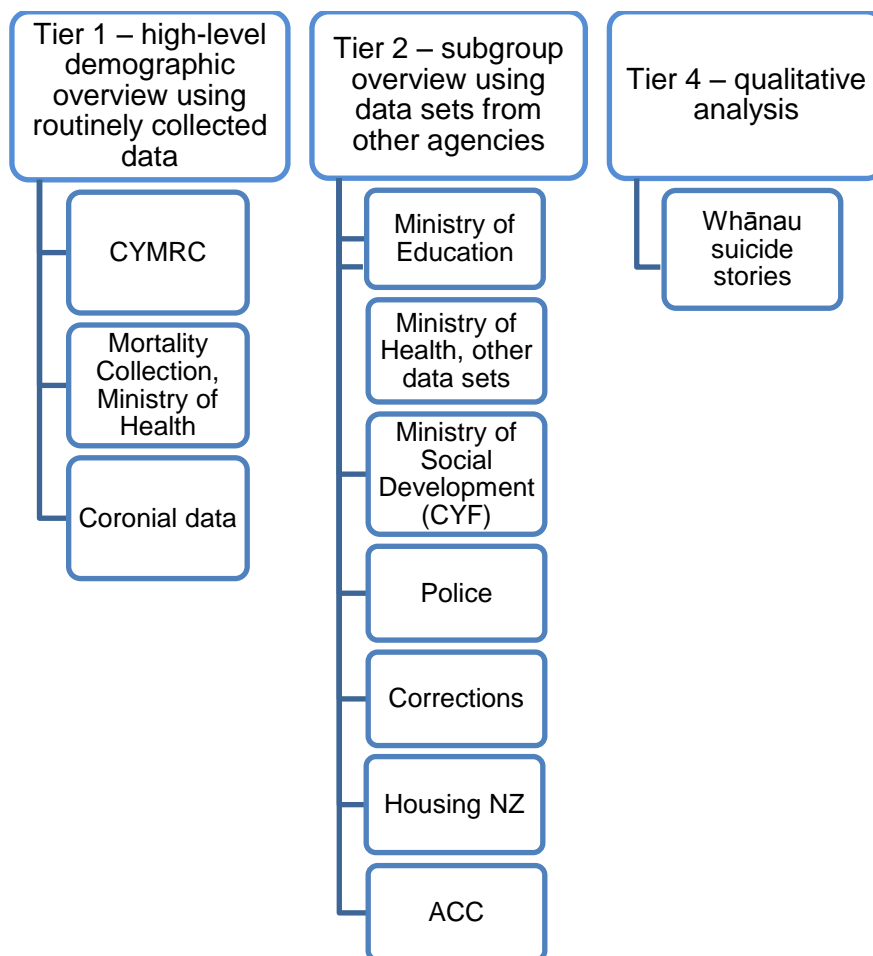 Tier 1 – high-level
demographic
overview using
routinely collected
data
CYMRC
Mortality
Collection,
Ministry of
Health
Coronial data
Tier 2 – subgroup
overview using
data sets from
other agencies
Ministry of
Education
Ministry of
Health, other
data sets
Ministry of
Social
Development
(CYF)
Police
Corrections
Housing NZ
ACC
Tier 4 – qualitative
analysis
Whānau
suicide
stories